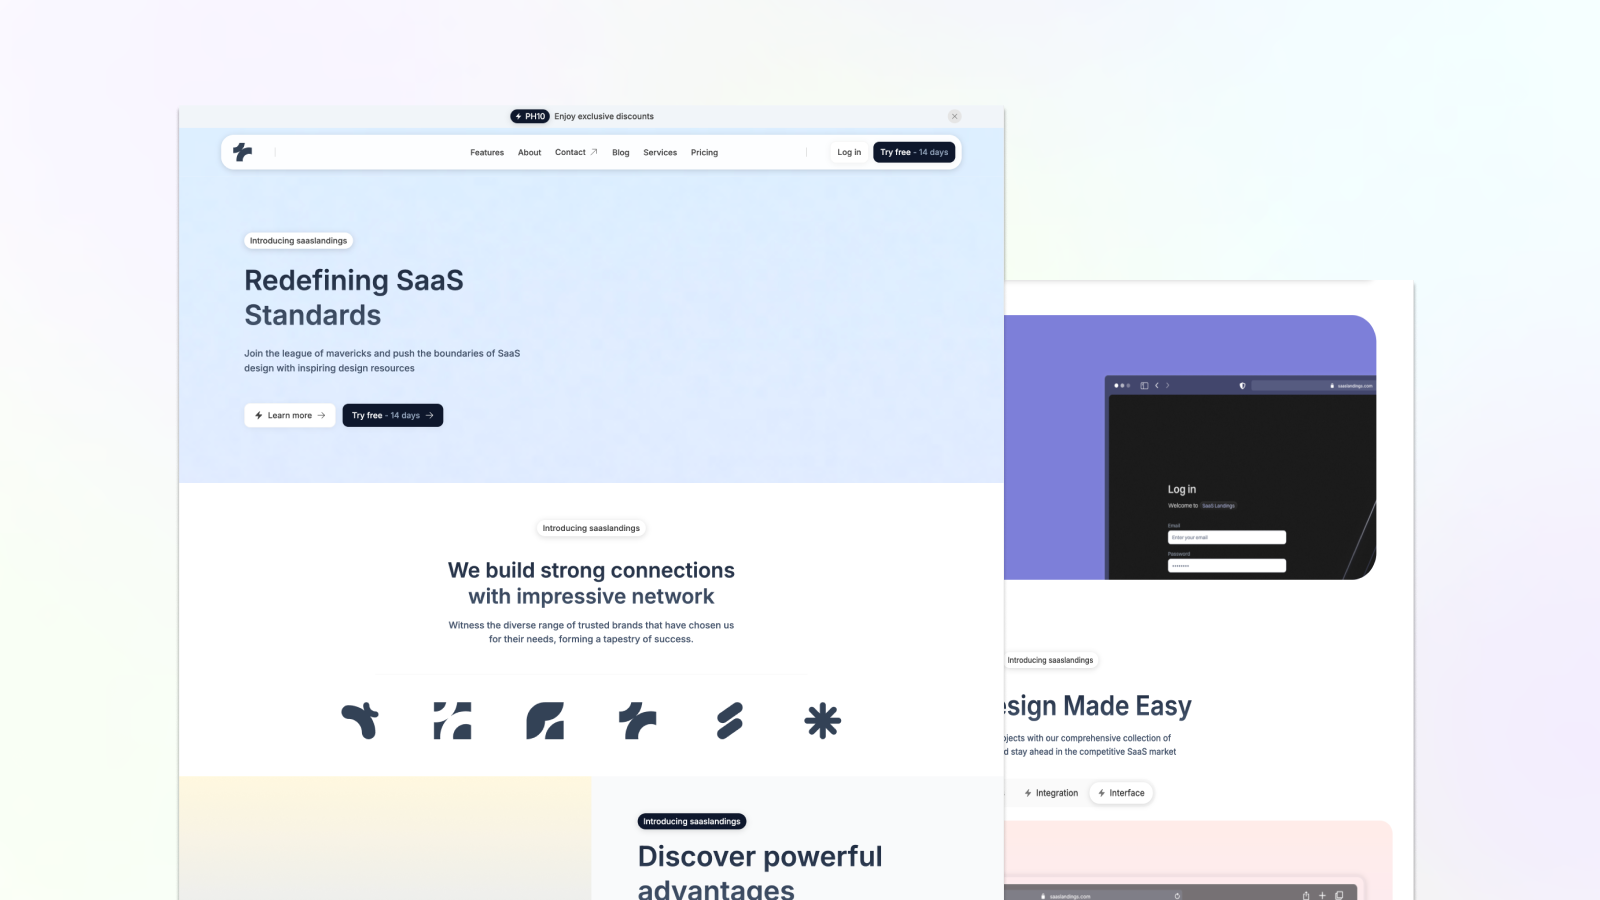 PH10 Enjoy exclusive discounts
Features About Contact Blog Services Pricing
Log in Try free - 14 days
Introducing saaslandings
Redefining SaaS
Standards
Join the league of mavericks and push the boundaries of SaaS
design with inspiring design resources
Learn more Try free - 14 days
Introducing saaslandings
We build strong connections
with impressive network
Witness the diverse range of trusted brands that have chosen us
for their needs, forming a tapestry of success.
Introducing saaslandings
Discover powerful
advantages
saaslandings.com
Log in
Welcome to SaaS Landings
Email
Enter your email
Password
Introducing saaslandings
esign Made Easy
ojects with our comprehensive collection of
d stay ahead in the competitive SaaS market
Integration Interface
saaslandings.com